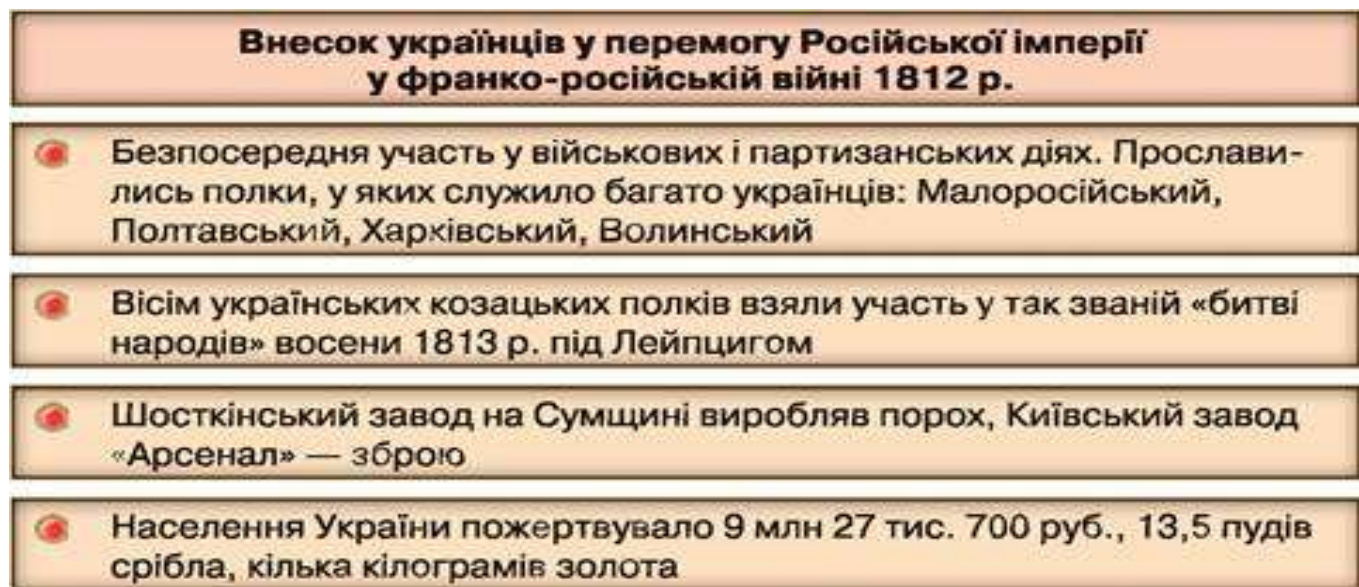 Внесок українців у перемогу Російської імперії
у франко-російській війні 1812 р.
Безпосередня участь у військових і партизанських діях. Прослави-
лись полки, у яких служило багато українців: Малоросійський,
Полтавський, Харківський, Волинський
Вісім українських козацьких полків взяли участь у так званій «битві
народів» восени 1813 р. під Лейпцигом
Шосткінський завод на Сумщині виробляв порох, Київський завод
«Арсенал» — зброю
Населення України пожертвувало 9 млн 27 тис. 700 руб., 13,5 пудів
срібла, кілька кілограмів золота